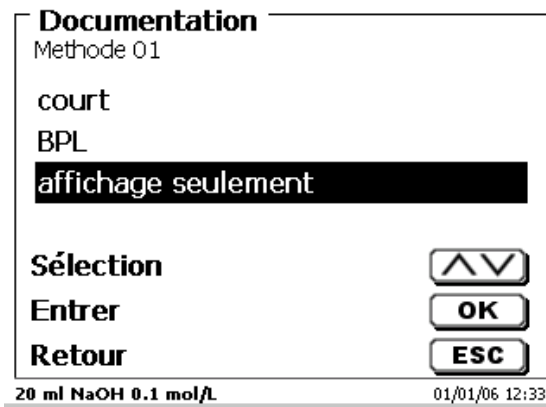 Documentation
Methode 01
court
BPL
affichage seulement
Sélection
Entrer OK
Retour ESC
20 ml NaOH 0.1 mol/L 01/01/06 12:33